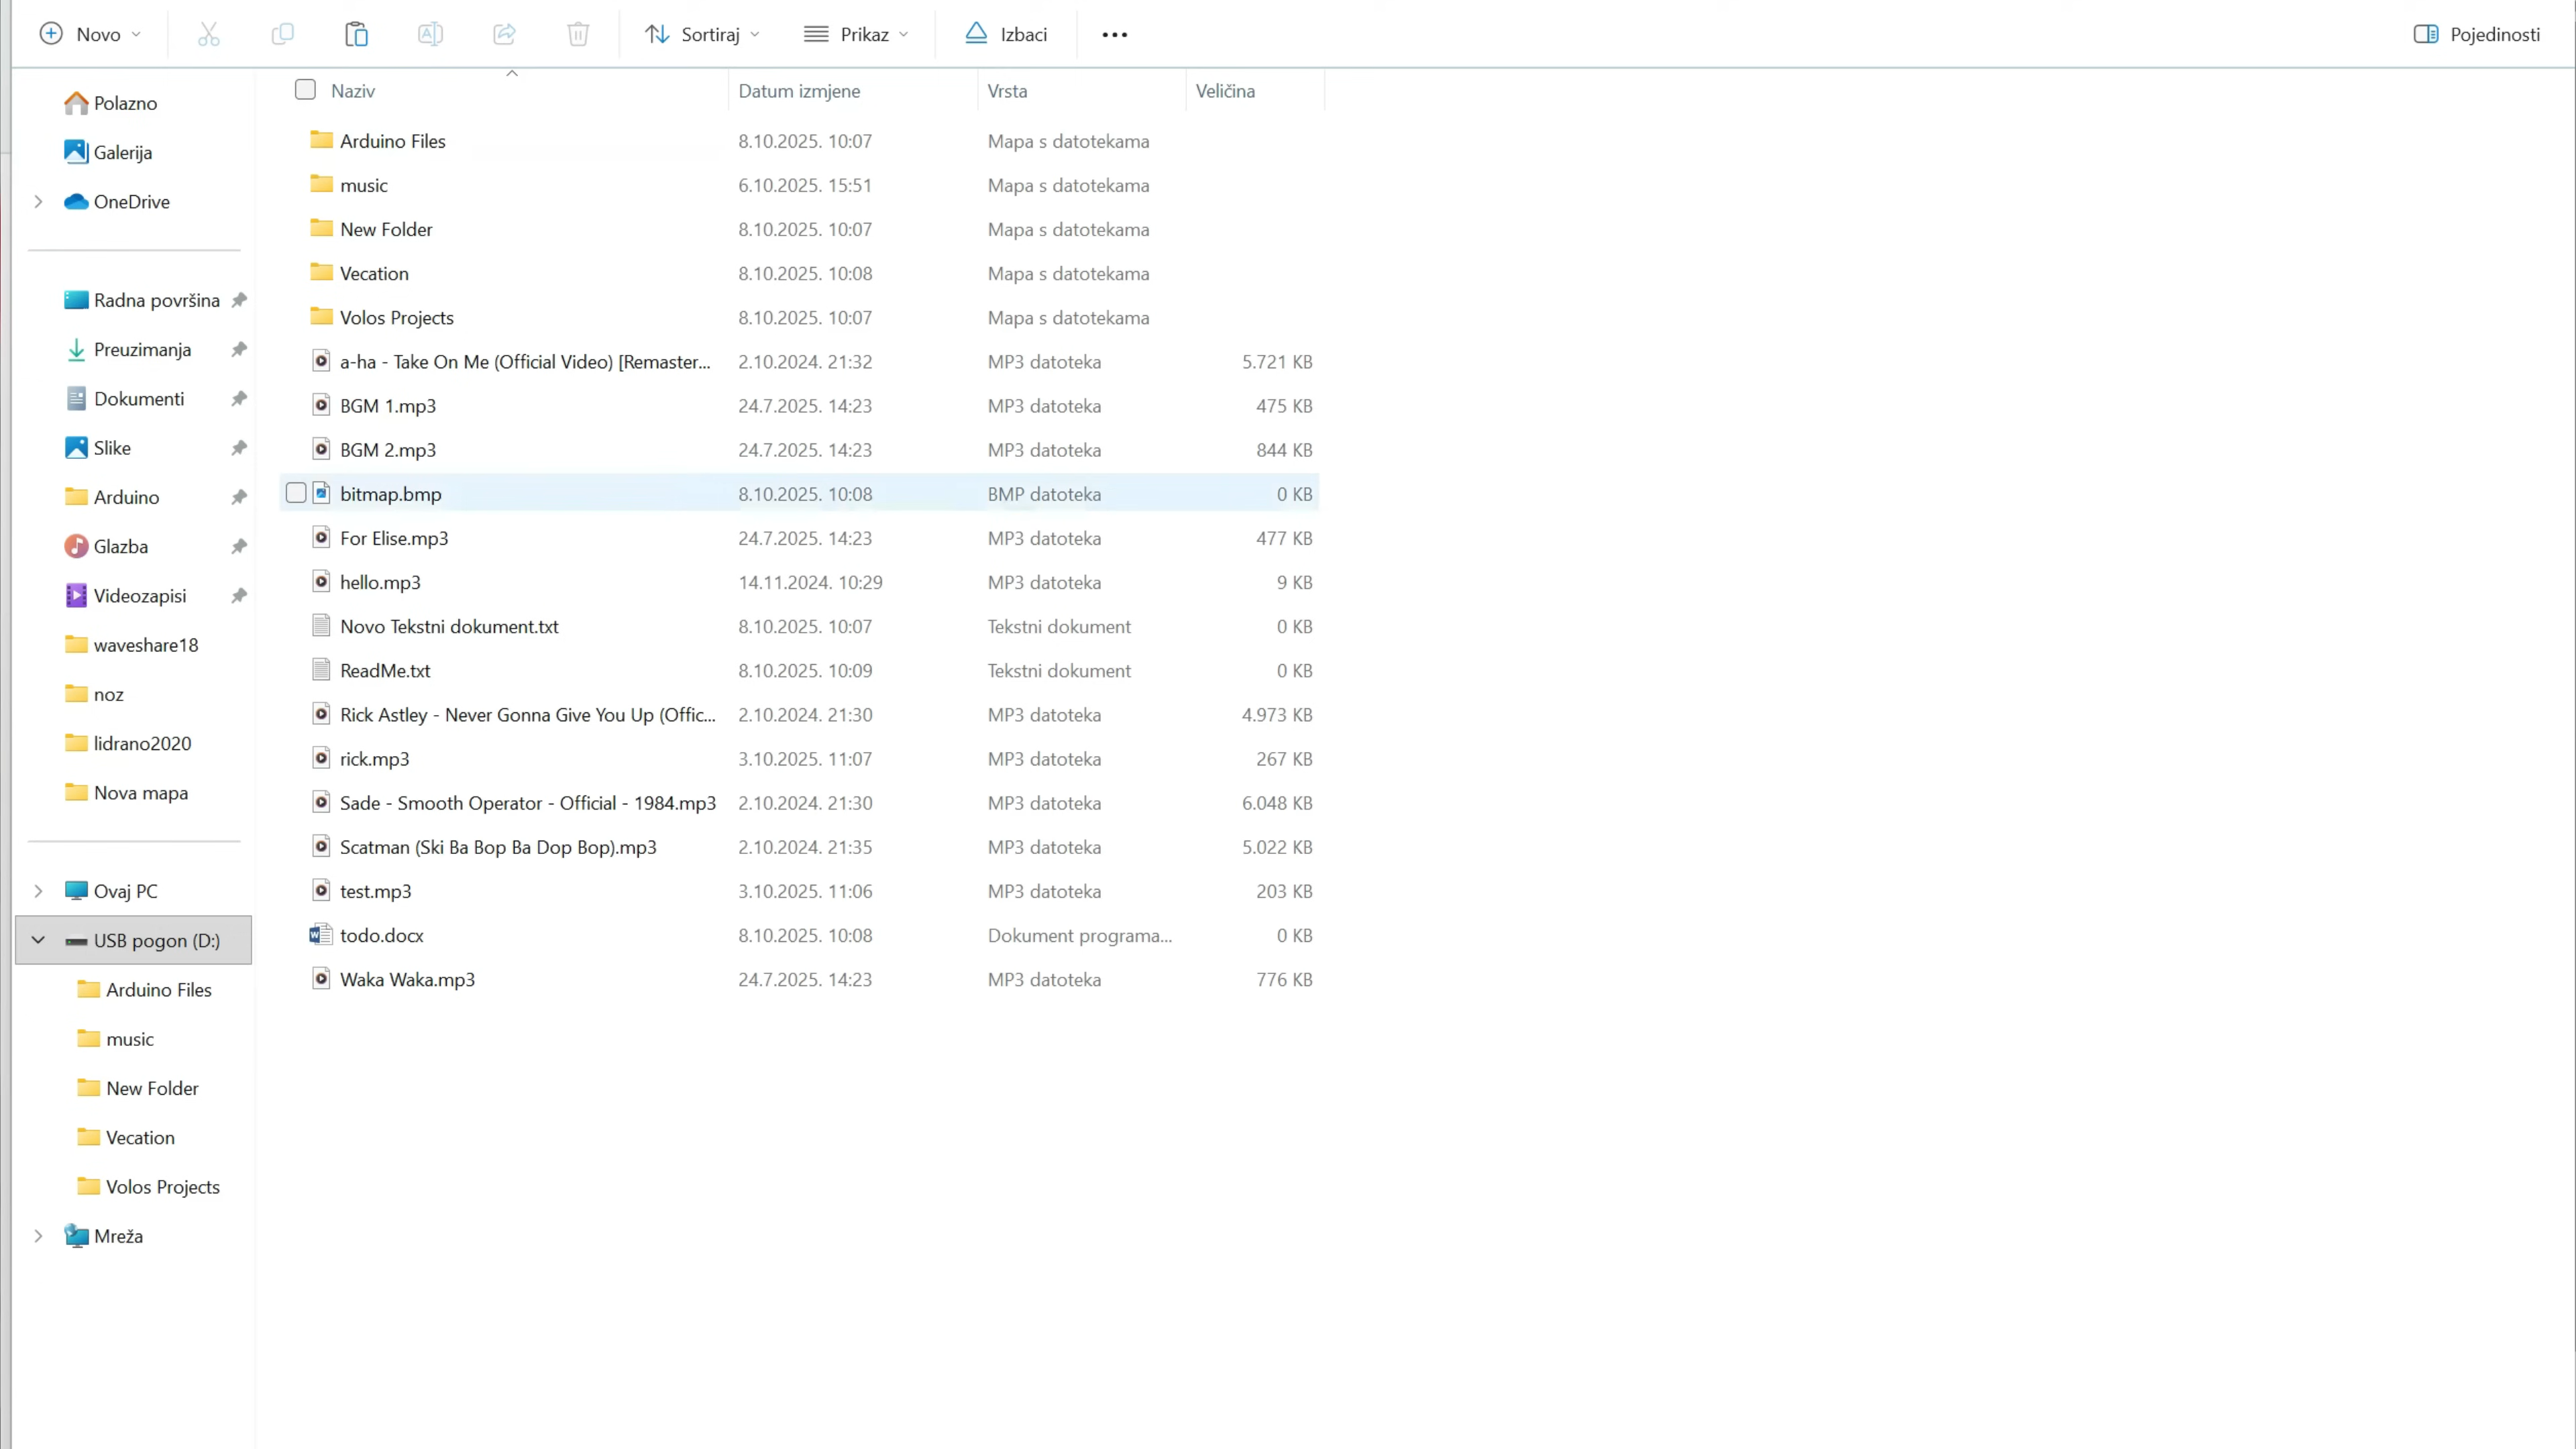 Novo Sortiraj Prikaz Izbaci ••• Pojedinosti
Polazno
Galerija
OneDrive
Radna površina
Preuzimanja
Dokumenti
Slike
Arduino
Glazba
Videozapisi
waveshare18
noz
lidrano2020
Nova mapa
Ovaj PC
USB pogon (D:)
Arduino Files
music
New Folder
Vecation
Volos Projects
Mreža
Naziv Datum izmjene Vrsta Veličina
Arduino Files 8.10.2025. 10:07 Mapa s datotekama
music 6.10.2025. 15:51 Mapa s datotekama
New Folder 8.10.2025. 10:07 Mapa s datotekama
Vecation 8.10.2025. 10:08 Mapa s datotekama
Volos Projects 8.10.2025. 10:07 Mapa s datotekama
a-ha - Take On Me (Official Video) [Remaster... 2.10.2024. 21:32 MP3 datoteka 5.721 KB
BGM 1.mp3 24.7.2025. 14:23 MP3 datoteka 475 KB
BGM 2.mp3 24.7.2025. 14:23 MP3 datoteka 844 KB
bitmap.bmp 8.10.2025. 10:08 BMP datoteka 0 KB
For Elise.mp3 24.7.2025. 14:23 MP3 datoteka 477 KB
hello.mp3 14.11.2024. 10:29 MP3 datoteka 9 KB
Novo Tekstni dokument.txt 8.10.2025. 10:07 Tekstni dokument 0 KB
ReadMe.txt 8.10.2025. 10:09 Tekstni dokument 0 KB
Rick Astley - Never Gonna Give You Up (Offic... 2.10.2024. 21:30 MP3 datoteka 4.973 KB
rick.mp3 3.10.2025. 11:07 MP3 datoteka 267 KB
Sade - Smooth Operator - Official - 1984.mp3 2.10.2024. 21:30 MP3 datoteka 6.048 KB
Scatman (Ski Ba Bop Ba Dop Bop).mp3 2.10.2024. 21:35 MP3 datoteka 5.022 KB
test.mp3 3.10.2025. 11:06 MP3 datoteka 203 KB
todo.docx 8.10.2025. 10:08 Dokument programa... 0 KB
Waka Waka.mp3 24.7.2025. 14:23 MP3 datoteka 776 KB